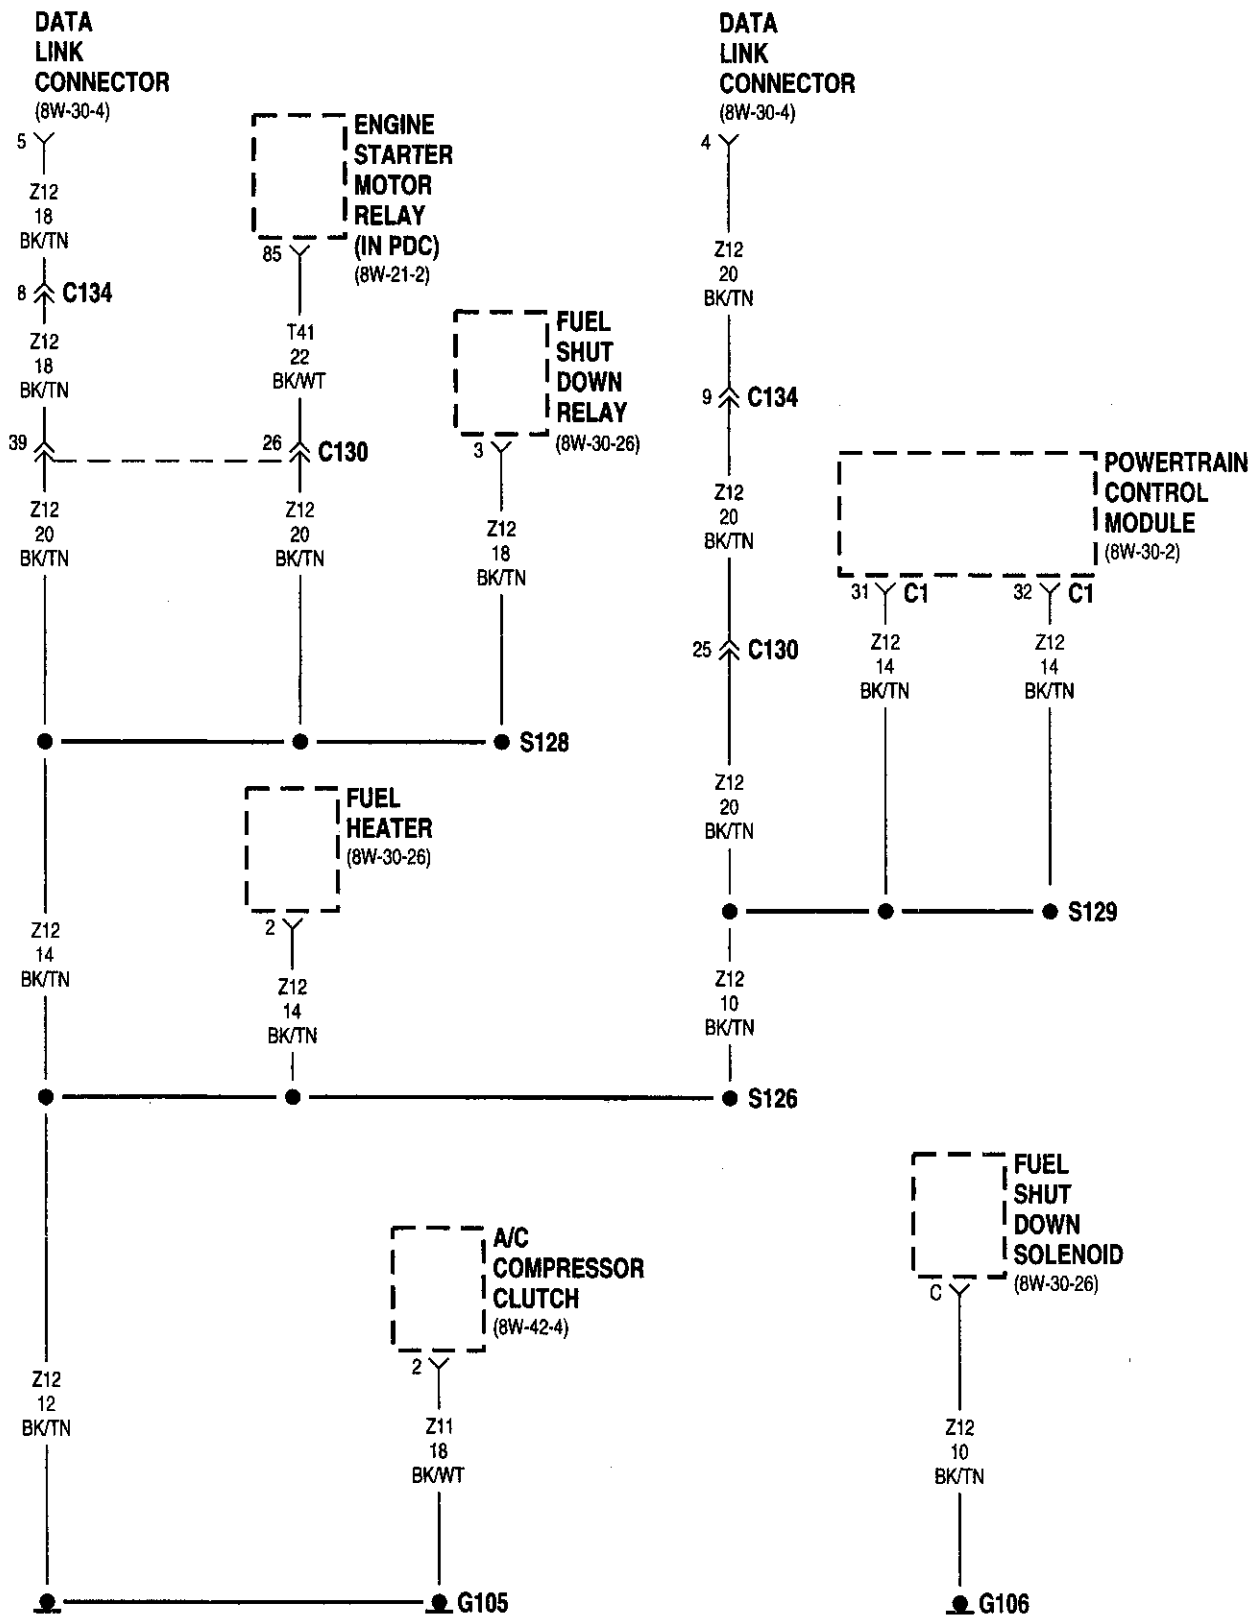 DATA
LINK
CONNECTOR
(8W-30-4)
5
Z12
18
BK/TN
8
C134
Z12
18
BK/TN
39
Z12
20
BK/TN
ENGINE
STARTER
MOTOR
RELAY
(IN PDC)
(8W-21-2)
85
T41
22
BK/WT
26
C130
Z12
20
BK/TN
FUEL
SHUT
DOWN
RELAY
(8W-30-26)
3
Z12
18
BK/TN
S128
DATA
LINK
CONNECTOR
(8W-30-4)
4
Z12
20
BK/TN
9
C134
Z12
20
BK/TN
25
C130
Z12
20
BK/TN
POWERTRAIN
CONTROL
MODULE
(8W-30-2)
31
C1
32
C1
Z12
14
BK/TN
Z12
14
BK/TN
S129
FUEL
HEATER
(8W-30-26)
2
Z12
14
BK/TN
Z12
14
BK/TN
Z12
10
BK/TN
S126
A/C
COMPRESSOR
CLUTCH
(8W-42-4)
2
Z12
12
BK/TN
Z11
18
BK/WT
G105
FUEL
SHUT
DOWN
SOLENOID
(8W-30-26)
C
Z12
10
BK/TN
G106